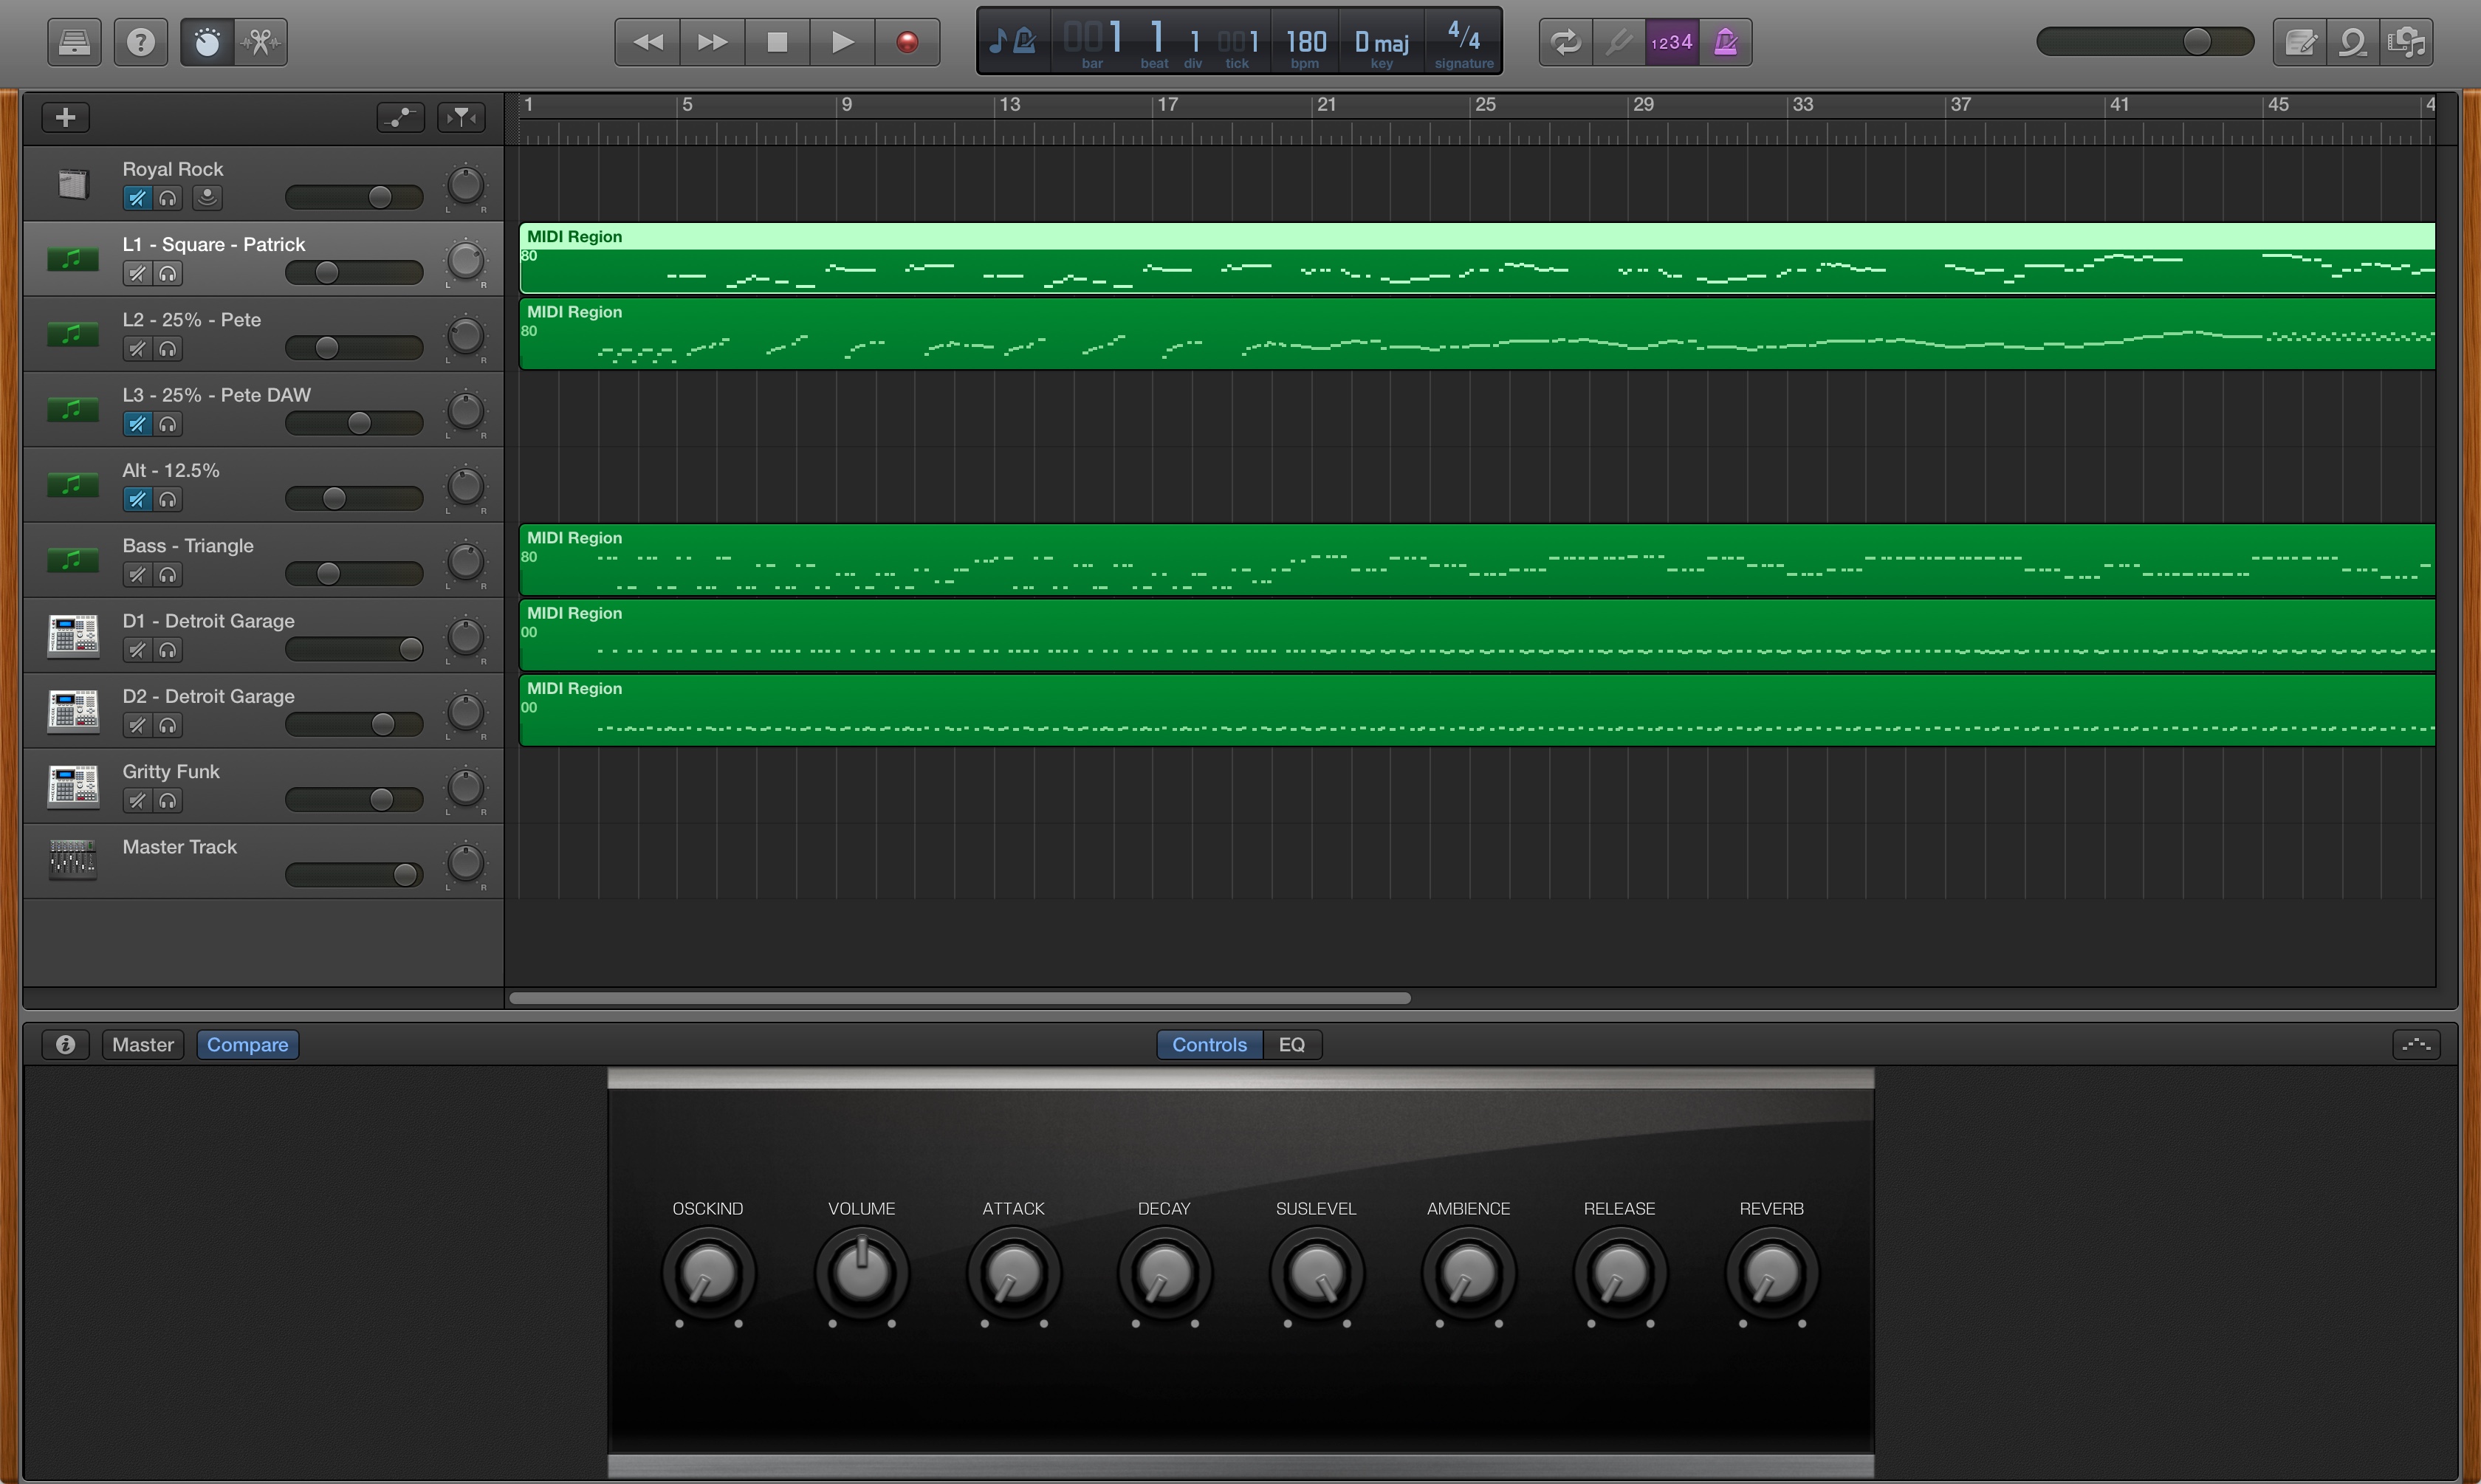 001 1 1 001 180 D maj 4/4
bar beat div tick bpm key signature
1234
1 5 9 13 17 21 25 29 33 37 41 45 4
Royal Rock
L R
L1 - Square - Patrick
L R
MIDI Region
80
L2 - 25% - Pete
L R
MIDI Region
80
L3 - 25% - Pete DAW
L R
Alt - 12.5%
L R
Bass - Triangle
L R
MIDI Region
80
D1 - Detroit Garage
L R
MIDI Region
00
D2 - Detroit Garage
L R
MIDI Region
00
Gritty Funk
L R
Master Track
L R
Master Compare Controls EQ
OSCKIND VOLUME ATTACK DECAY SUSLEVEL AMBIENCE RELEASE REVERB